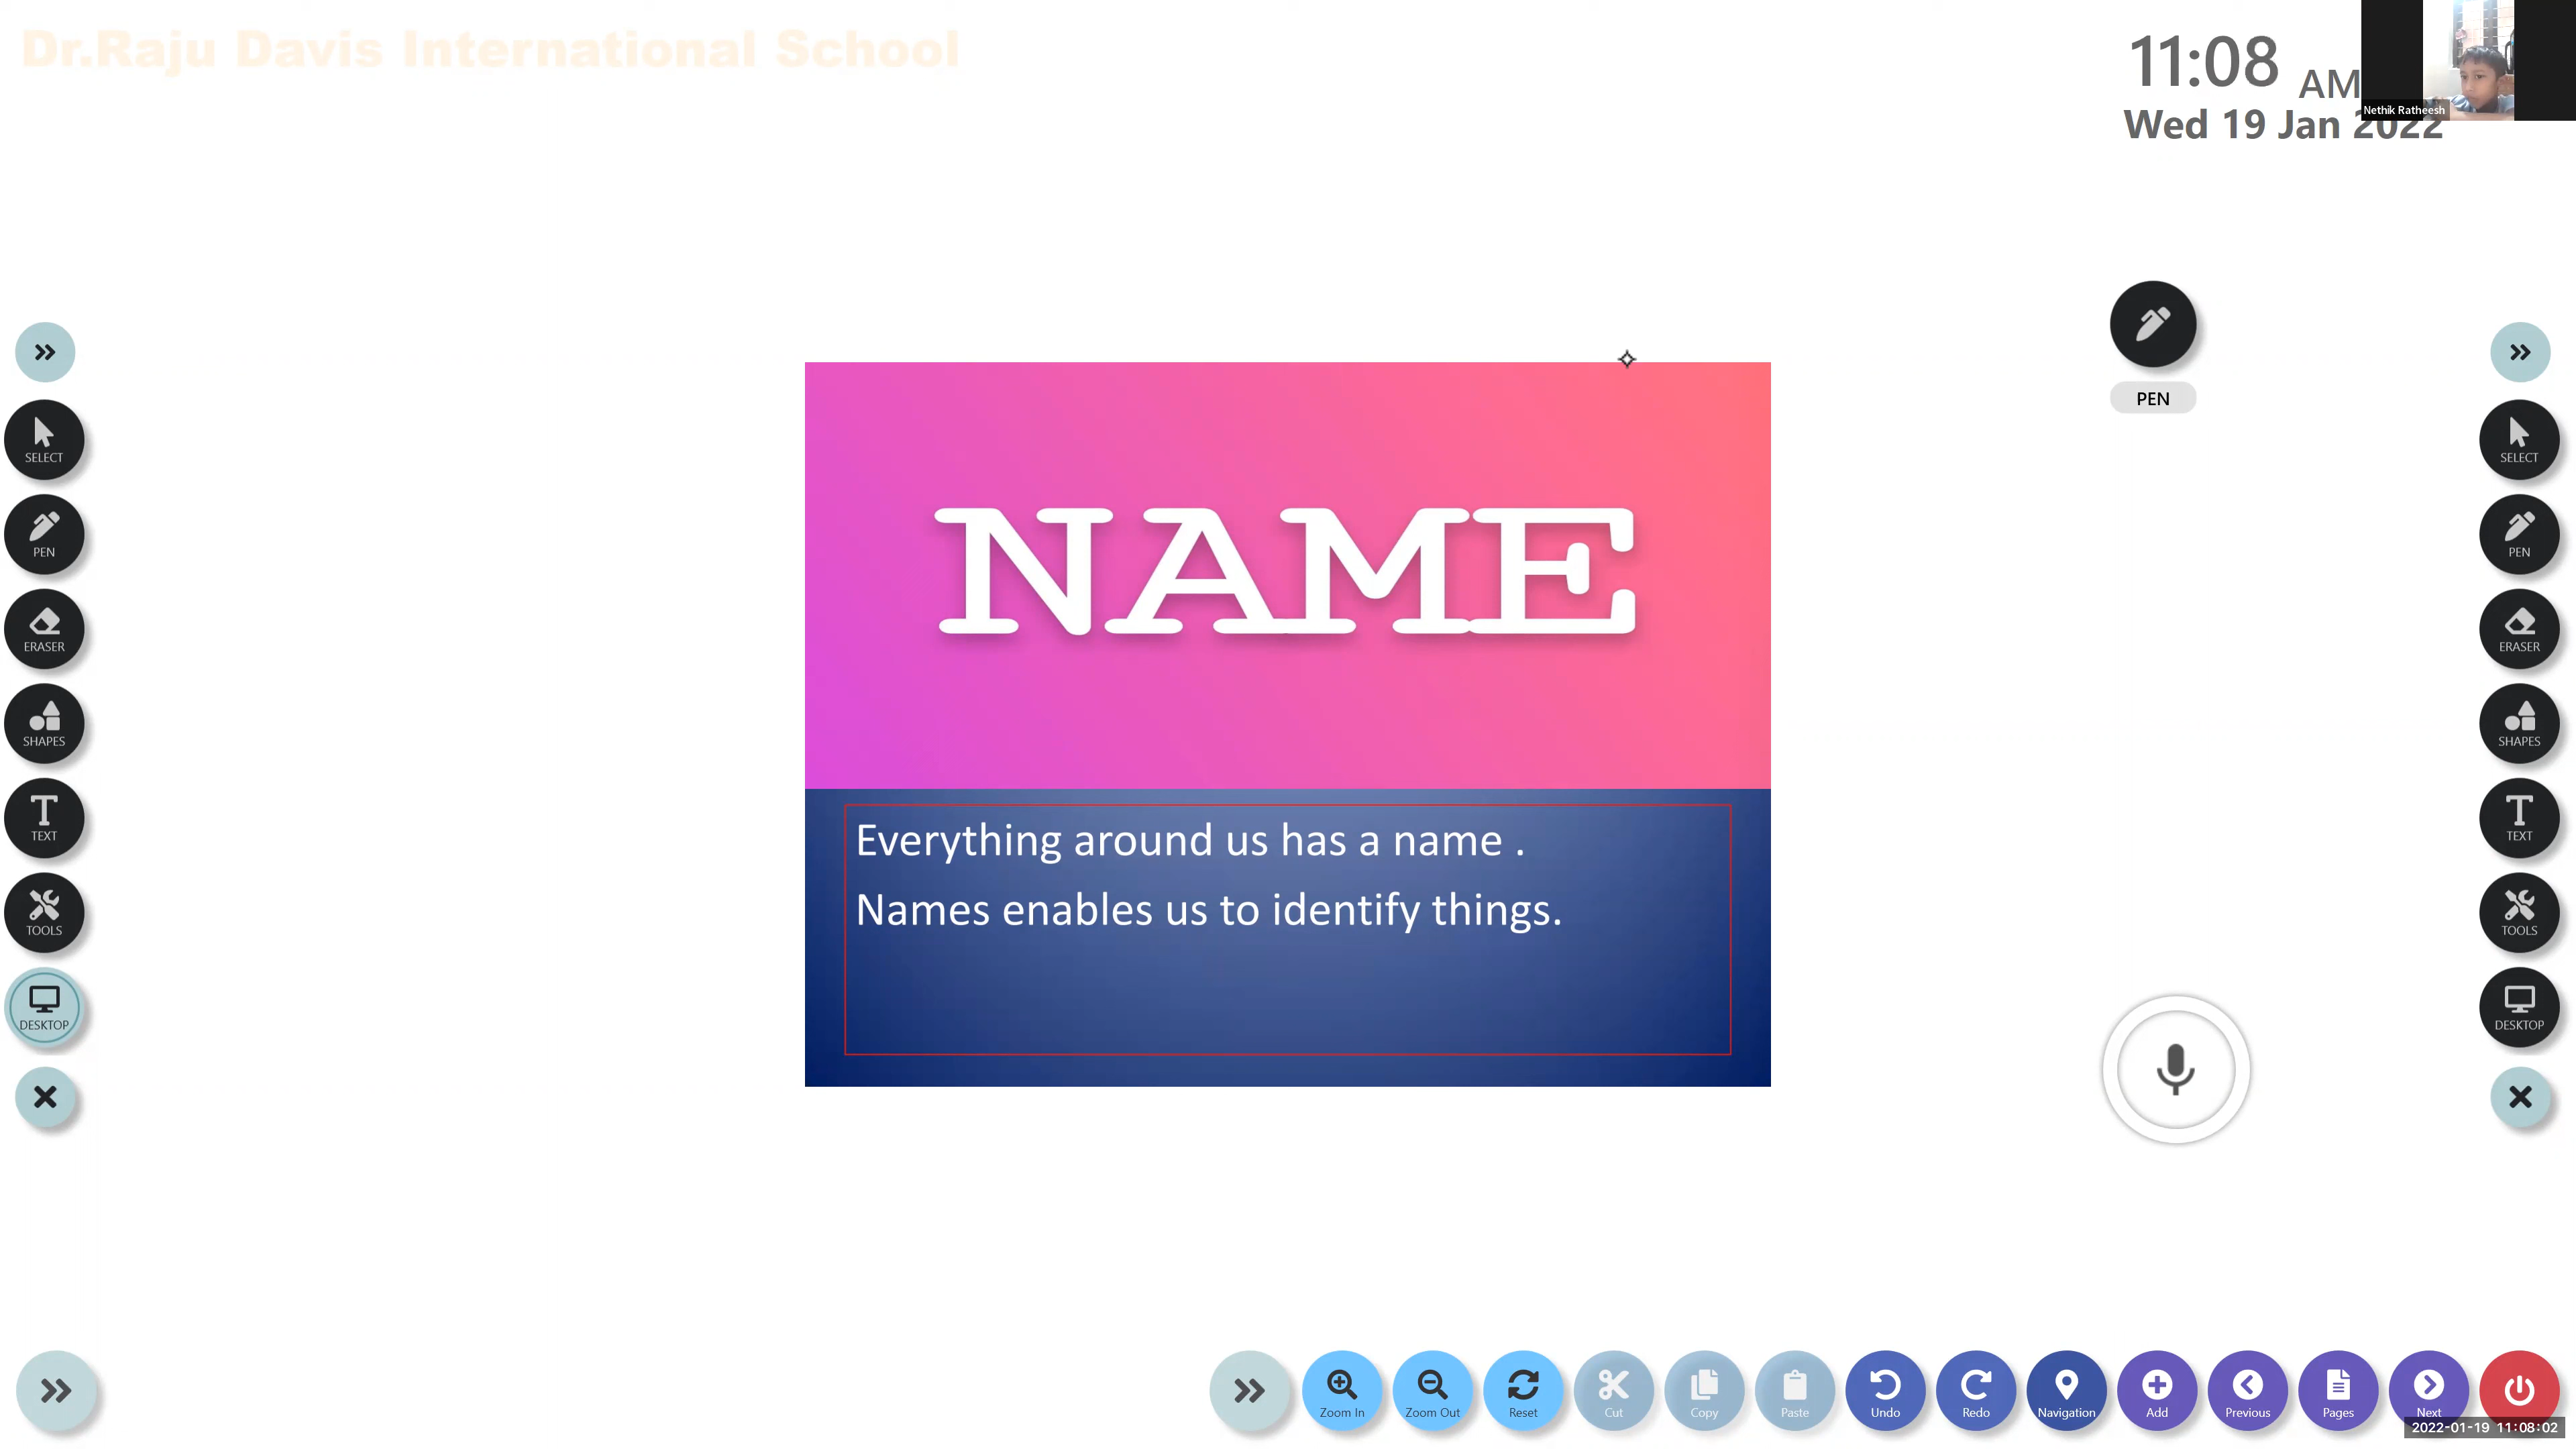 Dr.Raju Davis International School
11:08 AM
Wed 19 Jan 2022
Nethik Ratheesh
PEN
NAME
Everything around us has a name .
Names enables us to identify things.
SELECT
PEN
ERASER
SHAPES
TEXT
TOOLS
DESKTOP
SELECT
PEN
ERASER
SHAPES
TEXT
TOOLS
DESKTOP
Zoom In Zoom Out Reset Cut Copy Paste Undo Redo Navigation Add Previous Pages Next
2022-01-19 11:08:02